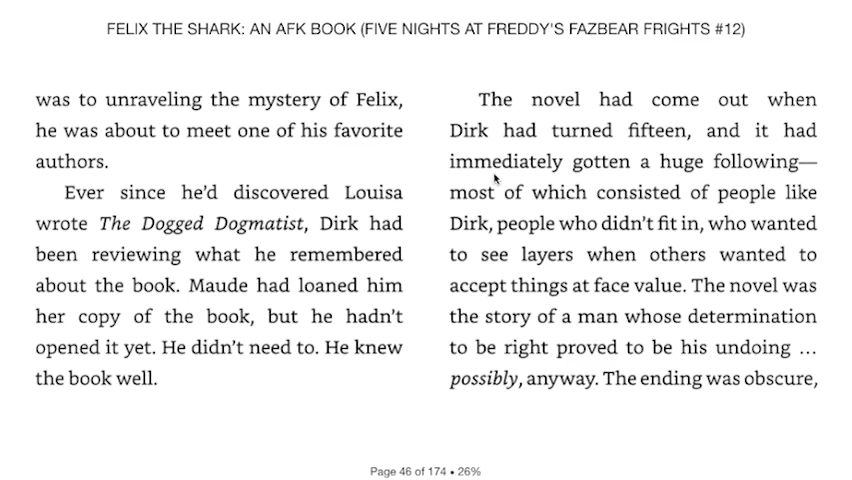 FELIX THE SHARK: AN AFK BOOK (FIVE NIGHTS AT FREDDY'S FAZBEAR FRIGHTS #12)
was to unraveling the mystery of Felix,
he was about to meet one of his favorite
authors.
Ever since he’d discovered Louisa
wrote The Dogged Dogmatist, Dirk had
been reviewing what he remembered
about the book. Maude had loaned him
her copy of the book, but he hadn’t
opened it yet. He didn’t need to. He knew
the book well.
The novel had come out when
Dirk had turned fifteen, and it had
immediately gotten a huge following—
most of which consisted of people like
Dirk, people who didn’t fit in, who wanted
to see layers when others wanted to
accept things at face value. The novel was
the story of a man whose determination
to be right proved to be his undoing …
possibly, anyway. The ending was obscure,
Page 46 of 174 • 26%